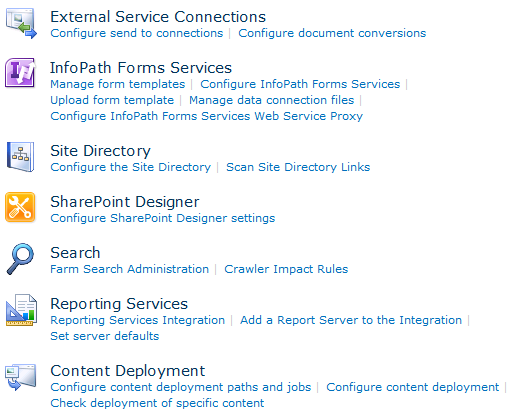 External Service Connections
Configure send to connections | Configure document conversions
InfoPath Forms Services
Manage form templates | Configure InfoPath Forms Services |
Upload form template | Manage data connection files |
Configure InfoPath Forms Services Web Service Proxy
Site Directory
Configure the Site Directory | Scan Site Directory Links
SharePoint Designer
Configure SharePoint Designer settings
Search
Farm Search Administration | Crawler Impact Rules
Reporting Services
Reporting Services Integration | Add a Report Server to the Integration |
Set server defaults
Content Deployment
Configure content deployment paths and jobs | Configure content deployment |
Check deployment of specific content